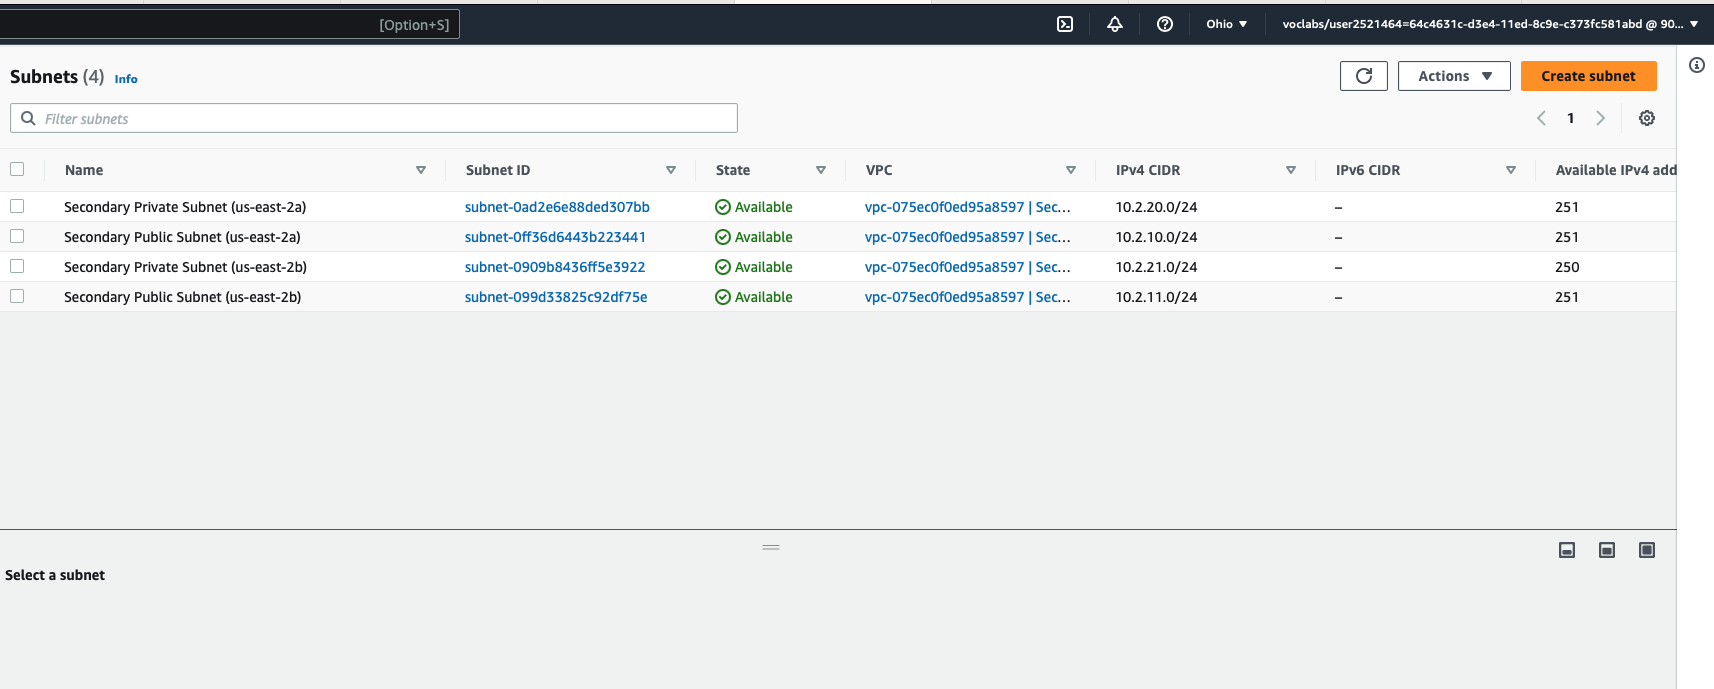 [Option+S]
Ohio
voclabs/user2521464=64c4631c-d3e4-11ed-8c9e-c373fc581abd @ 90...
Subnets (4) Info
Actions
Create subnet
Filter subnets
1
Name Subnet ID State VPC IPv4 CIDR IPv6 CIDR Available IPv4 add
Secondary Private Subnet (us-east-2a) subnet-0ad2e6e88ded307bb Available vpc-075ec0f0ed95a8597 | Sec... 10.2.20.0/24 – 251
Secondary Public Subnet (us-east-2a) subnet-0ff36d6443b223441 Available vpc-075ec0f0ed95a8597 | Sec... 10.2.10.0/24 – 251
Secondary Private Subnet (us-east-2b) subnet-0909b8436ff5e3922 Available vpc-075ec0f0ed95a8597 | Sec... 10.2.21.0/24 – 250
Secondary Public Subnet (us-east-2b) subnet-099d33825c92df75e Available vpc-075ec0f0ed95a8597 | Sec... 10.2.11.0/24 – 251
Select a subnet